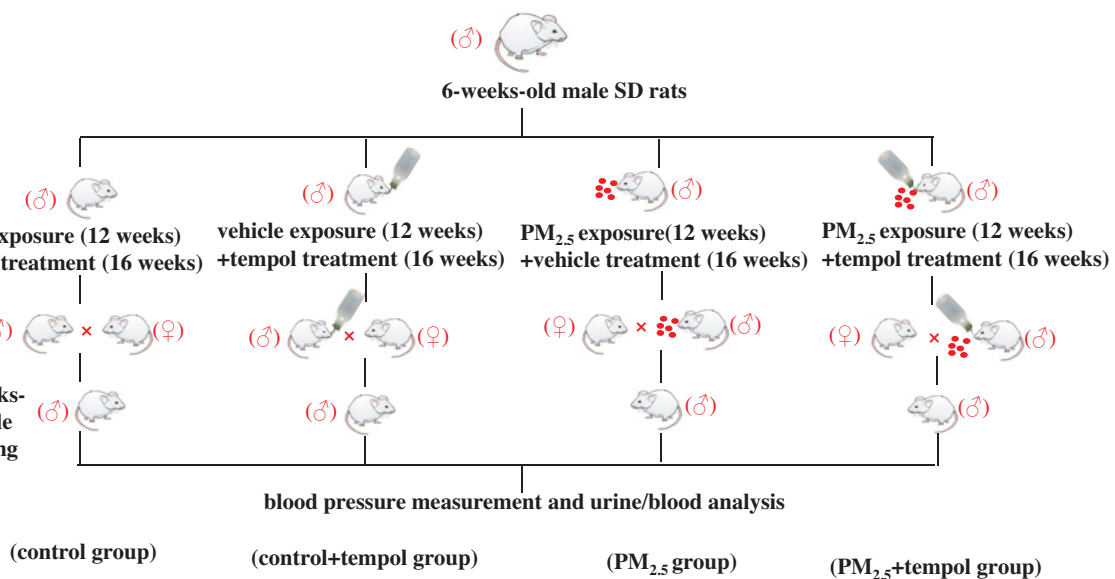 (♂)
6-weeks-old male SD rats
(♂) (♂) (♂) (♂)
exposure (12 weeks)
treatment (16 weeks)
vehicle exposure (12 weeks)
+tempol treatment (16 weeks)
PM2.5 exposure(12 weeks)
+vehicle treatment (16 weeks)
PM2.5 exposure (12 weeks)
+tempol treatment (16 weeks)
♂) × (♀) (♂) × (♀) (♀) × (♂) (♀) × (♂)
(♂) (♂) (♂) (♂)
blood pressure measurement and urine/blood analysis
(control group)
(control+tempol group)
(PM2.5 group)
(PM2.5+tempol group)